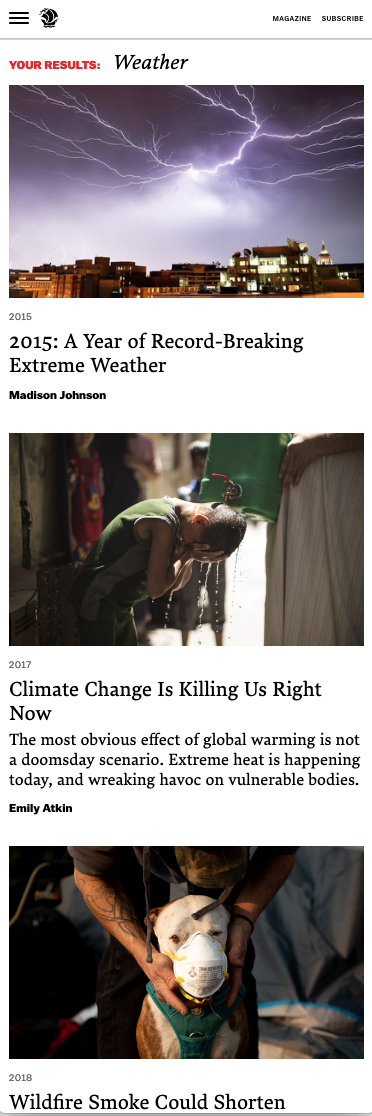 MAGAZINE SUBSCRIBE
YOUR RESULTS: Weather
2015
2015: A Year of Record-Breaking
Extreme Weather
Madison Johnson
2017
Climate Change Is Killing Us Right
Now
The most obvious effect of global warming is not
a doomsday scenario. Extreme heat is happening
today, and wreaking havoc on vulnerable bodies.
Emily Atkin
2018
Wildfire Smoke Could Shorten